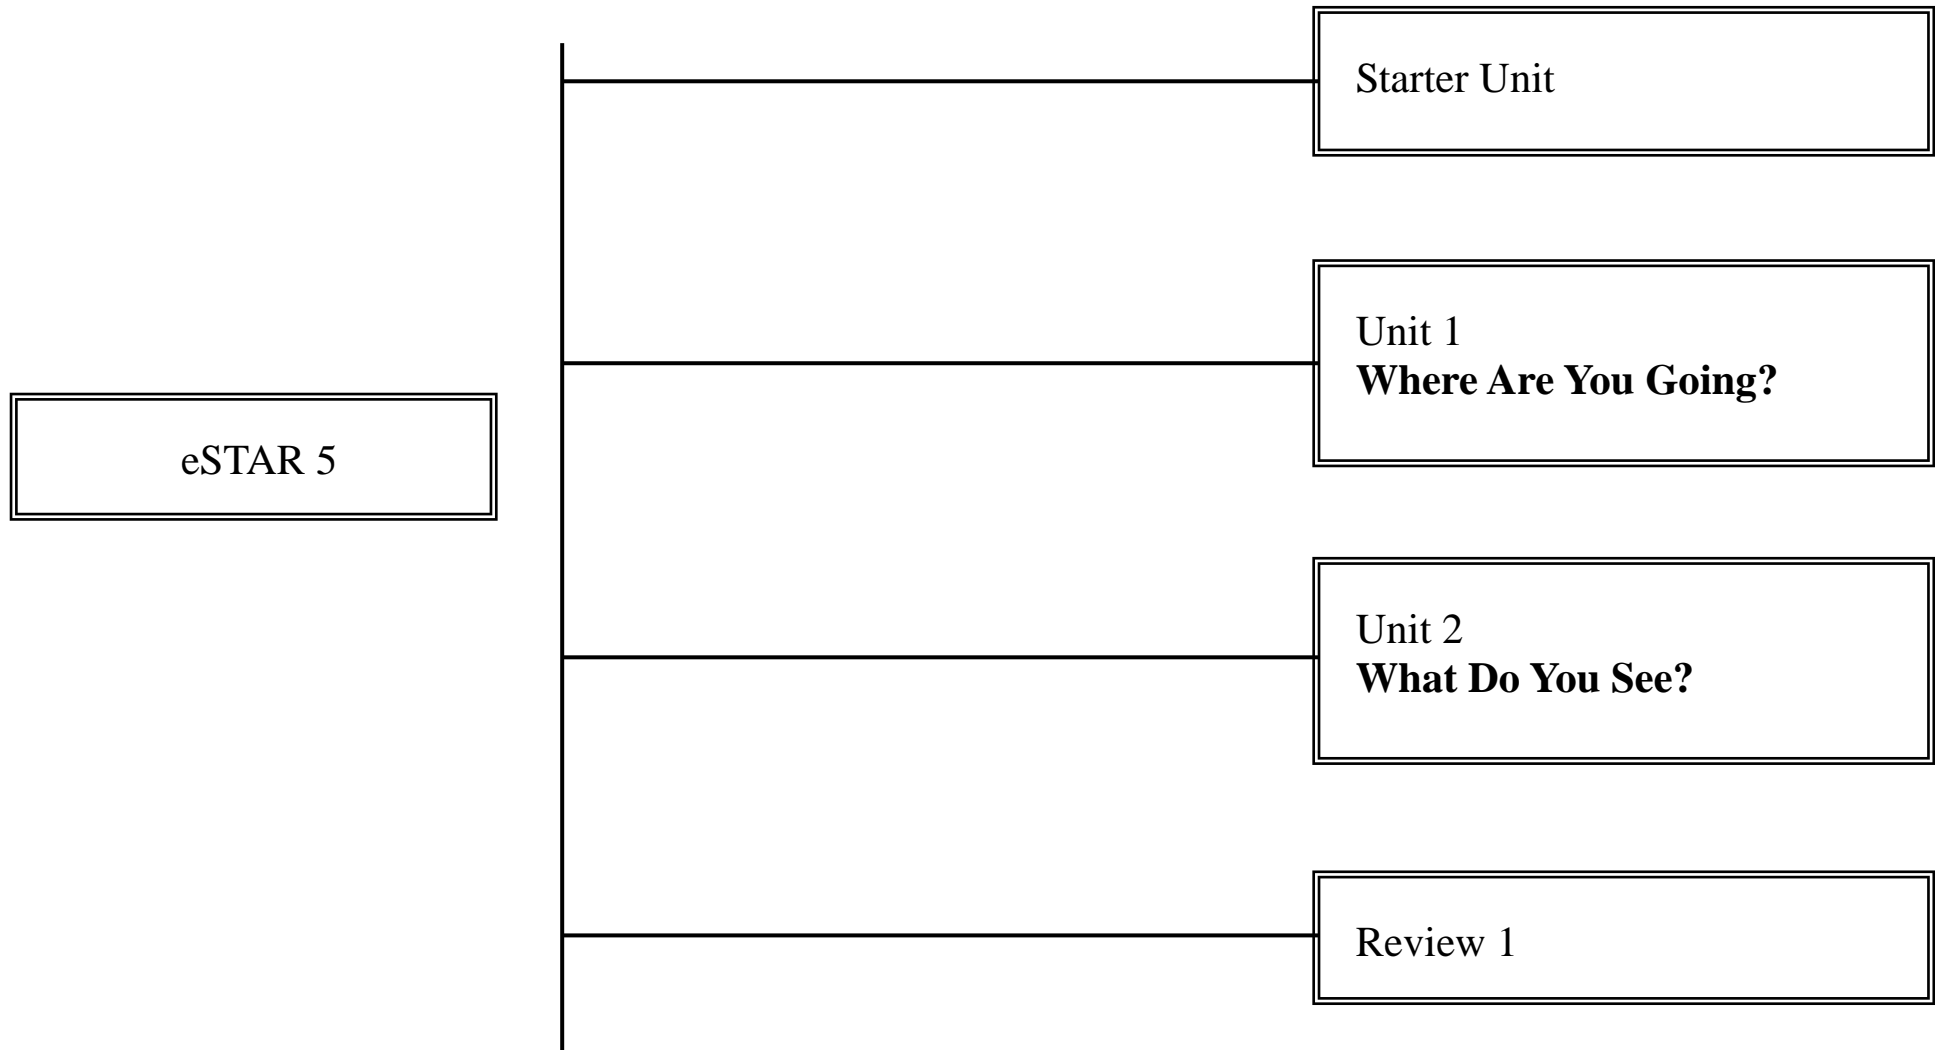 eSTAR 5
Starter Unit
Unit 1
Where Are You Going?
Unit 2
What Do You See?
Review 1